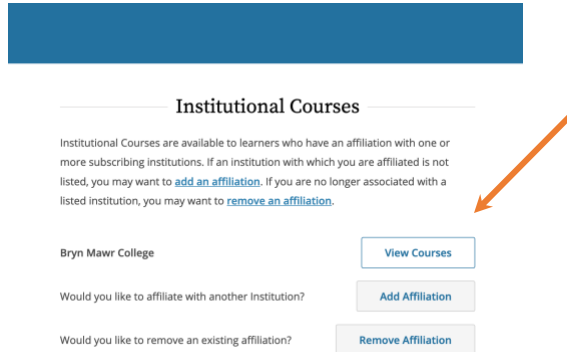 Institutional Courses
Institutional Courses are available to learners who have an affiliation with one or
more subscribing institutions. If an institution with which you are affiliated is not
listed, you may want to add an affiliation. If you are no longer associated with a
listed institution, you may want to remove an affiliation.
Bryn Mawr College View Courses
Would you like to affiliate with another Institution? Add Affiliation
Would you like to remove an existing affiliation? Remove Affiliation